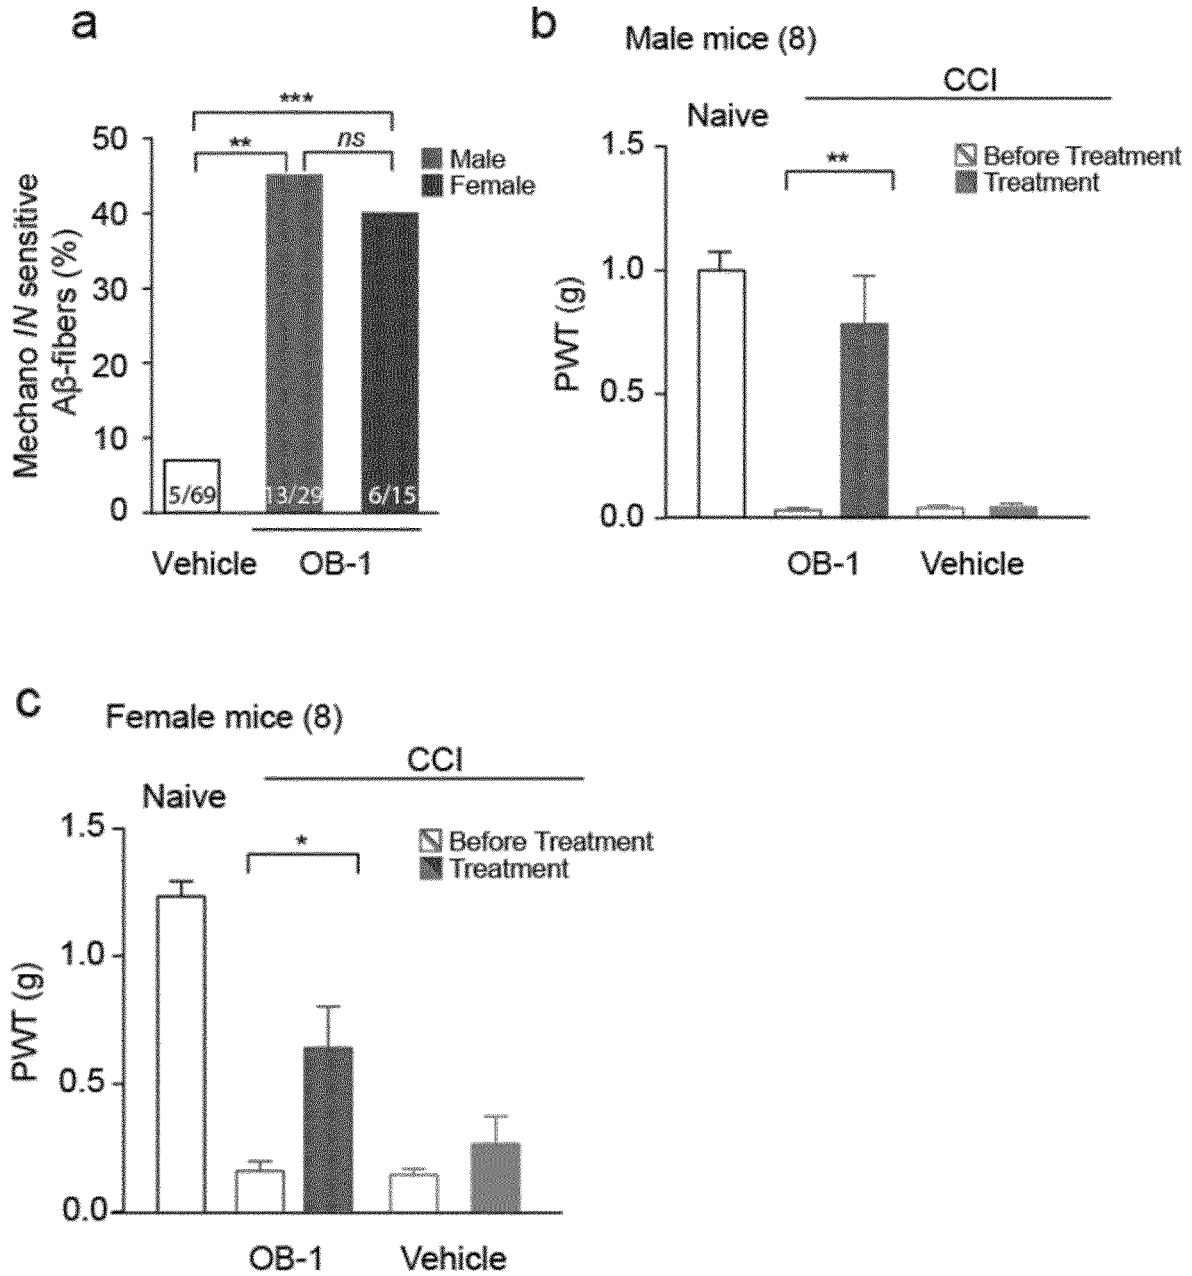 a
***
**
ns
Male
Female
50
40
30
20
10
0
Mechano IN sensitive
Aβ-fibers (%)
5/69
13/29
6/15
Vehicle
OB-1
b
Male mice (8)
CCI
Naive
Before Treatment
Treatment
**
1.5
1.0
0.5
0.0
PWT (g)
OB-1
Vehicle
c
Female mice (8)
CCI
Naive
Before Treatment
Treatment
*
1.5
1.0
0.5
0.0
PWT (g)
OB-1
Vehicle